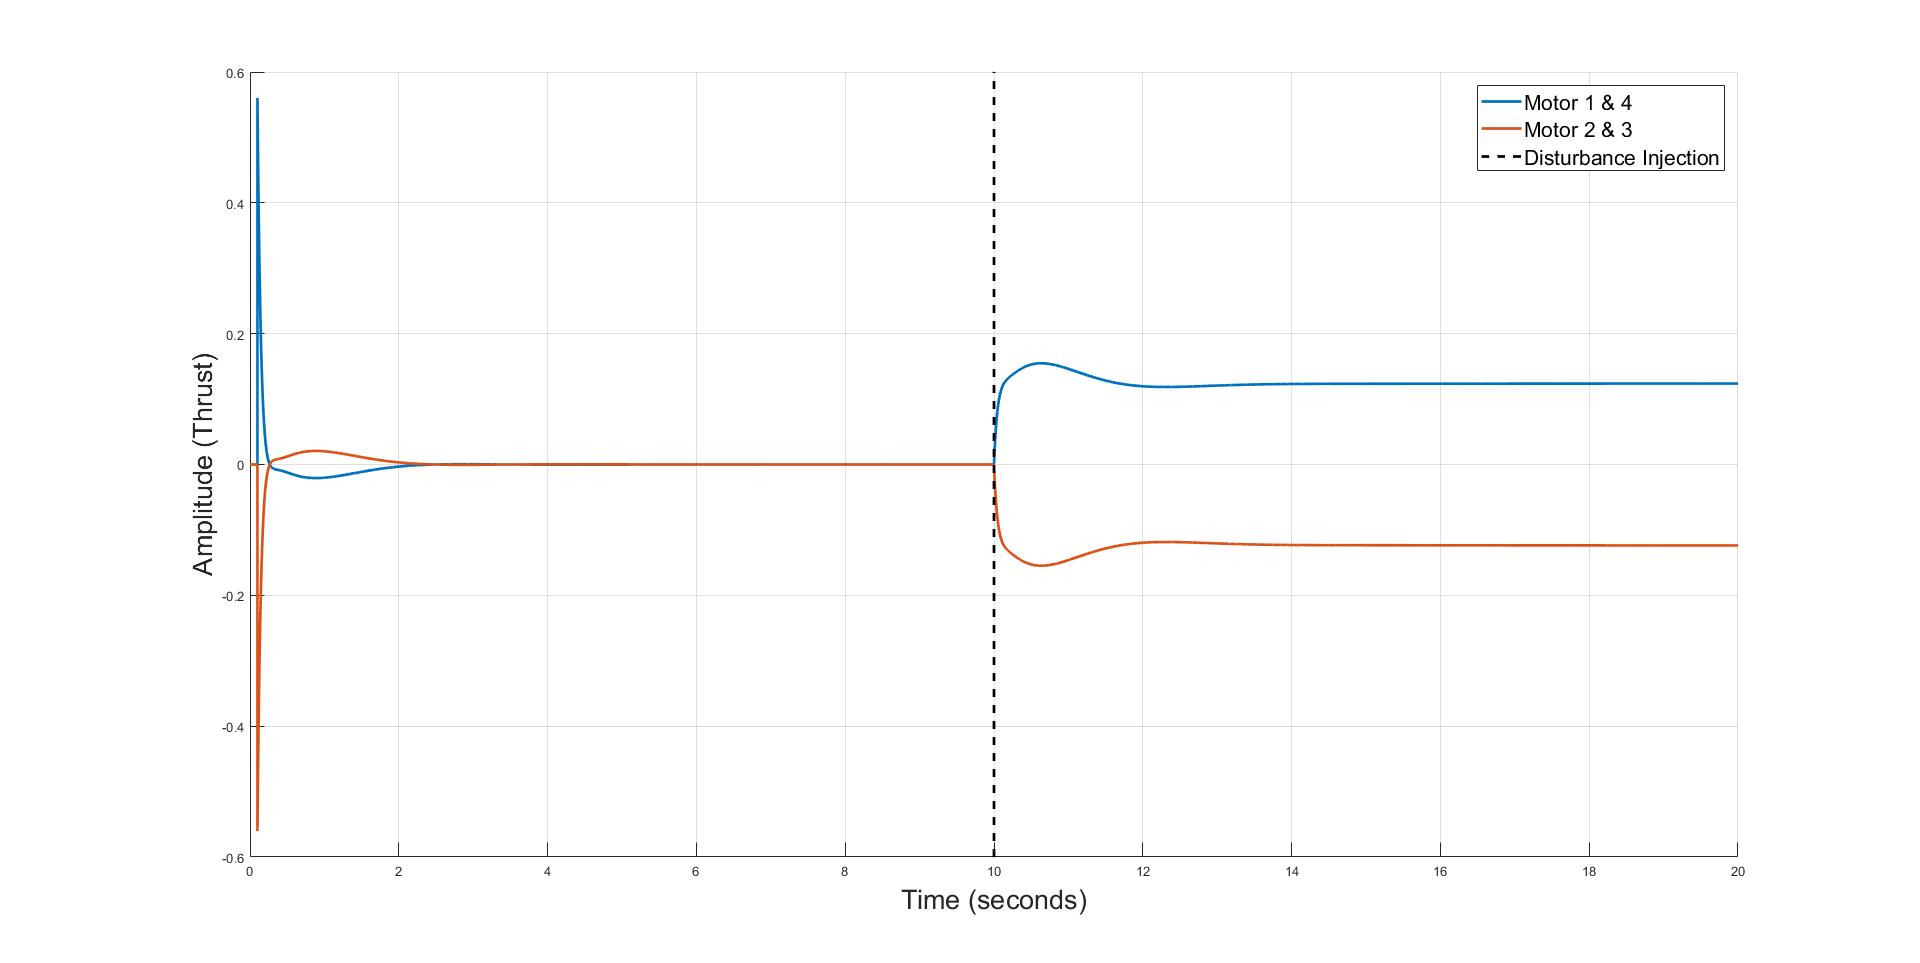 Motor 1 & 4
Motor 2 & 3
Disturbance Injection
0.6
0.4
0.2
0
-0.2
-0.4
-0.6
Amplitude (Thrust)
0 2 4 6 8 10 12 14 16 18 20
Time (seconds)